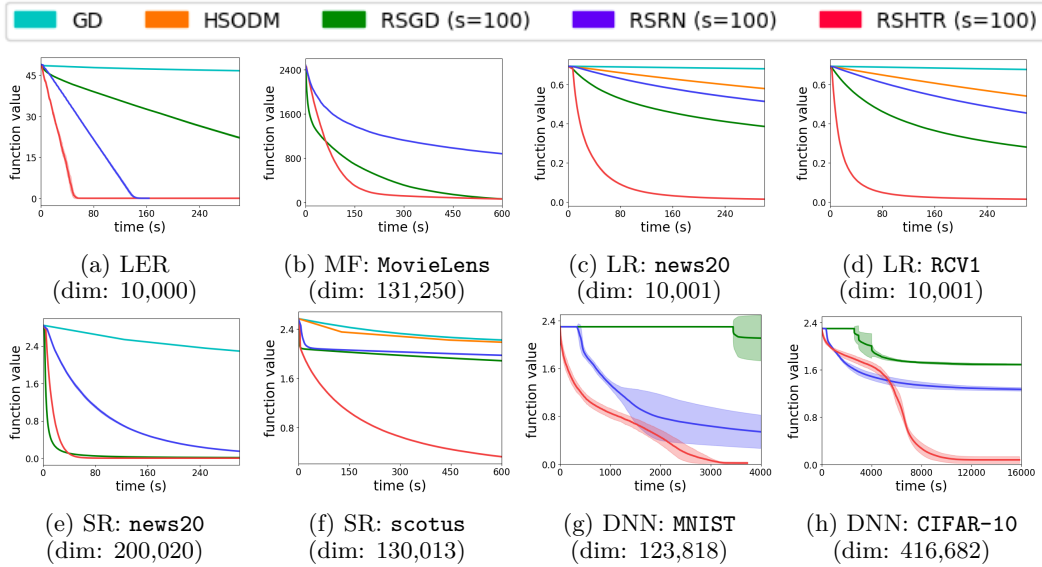 GD HSODM RSGD (s=100) RSRN (s=100) RSHTR (s=100)
function value
45
30
15
0
0 80 160 240
time (s)
(a) LER
(dim: 10,000)
function value
2400
1600
800
0
0 150 300 450 600
time (s)
(b) MF: MovieLens
(dim: 131,250)
function value
0.6
0.4
0.2
0.0
0 80 160 240
time (s)
(c) LR: news20
(dim: 10,001)
function value
0.6
0.4
0.2
0.0
0 80 160 240
time (s)
(d) LR: RCV1
(dim: 10,001)
function value
2.4
1.6
0.8
0.0
0 80 160 240
time (s)
(e) SR: news20
(dim: 200,020)
function value
2.4
1.6
0.8
0 150 300 450 600
time (s)
(f) SR: scotus
(dim: 130,013)
function value
2.4
1.6
0.8
0.0
0 1000 2000 3000 4000
time (s)
(g) DNN: MNIST
(dim: 123,818)
function value
2.4
1.6
0.8
0.0
0 4000 8000 12000 16000
time (s)
(h) DNN: CIFAR-10
(dim: 416,682)